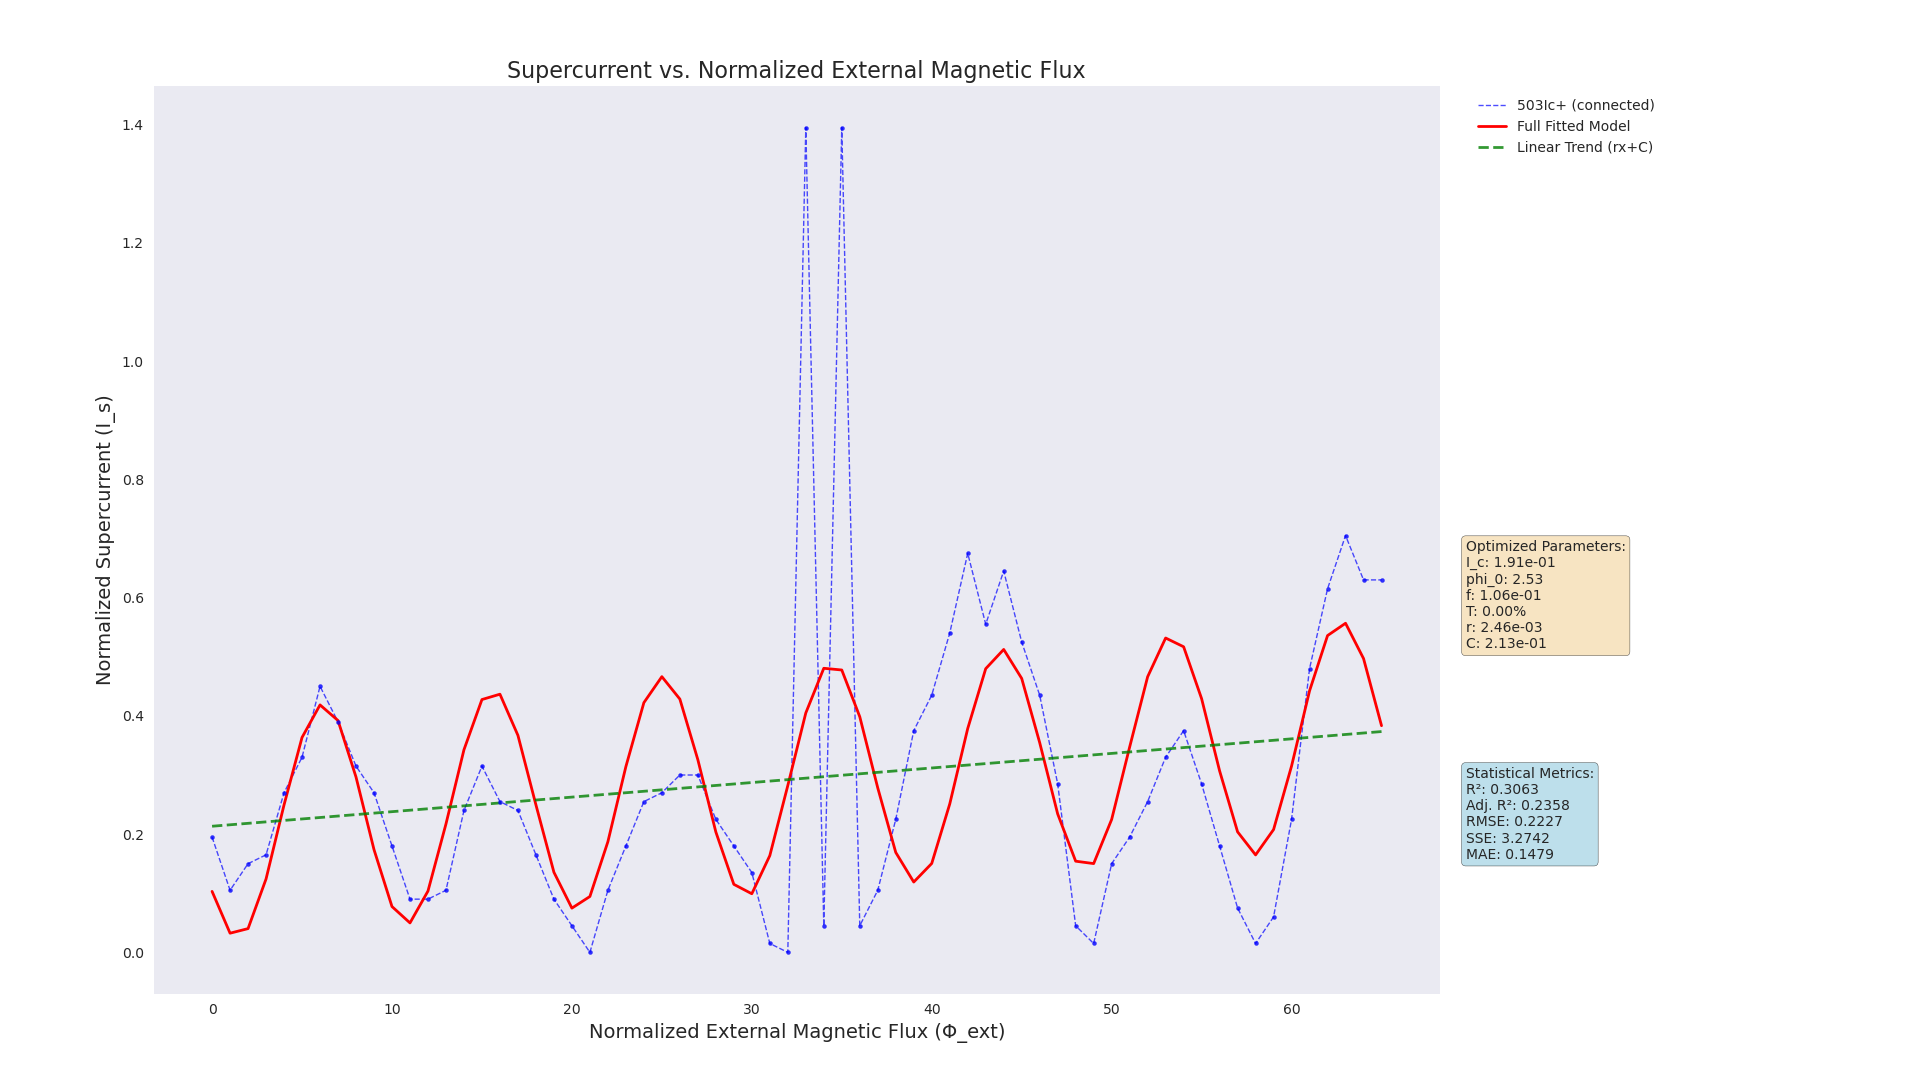 Supercurrent vs. Normalized External Magnetic Flux
503Ic+ (connected)
Full Fitted Model
Linear Trend (rx+C)
Normalized Supercurrent (I_s)
1.4
1.2
1.0
0.8
0.6
0.4
0.2
0.0
0 10 20 30 40 50 60
Normalized External Magnetic Flux (Φ_ext)
Optimized Parameters:
I_c: 1.91e-01
phi_0: 2.53
f: 1.06e-01
T: 0.00%
r: 2.46e-03
C: 2.13e-01
Statistical Metrics:
R²: 0.3063
Adj. R²: 0.2358
RMSE: 0.2227
SSE: 3.2742
MAE: 0.1479